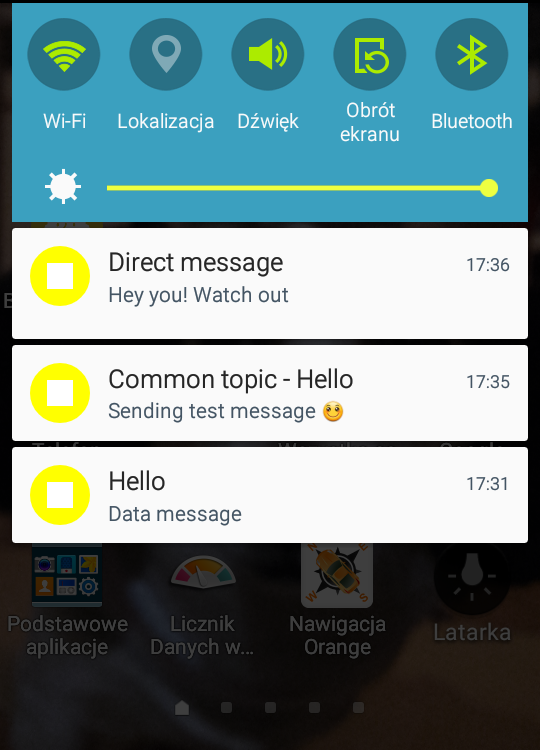 Wi-Fi
Lokalizacja
Dźwięk
Obrót
ekranu
Bluetooth
Direct message
17:36
Hey you! Watch out
Common topic - Hello
17:35
Sending test message 😉
Hello
17:31
Data message
Podstawowe
aplikacje
Licznik
Danych w...
Nawigacja
Orange
Latarka